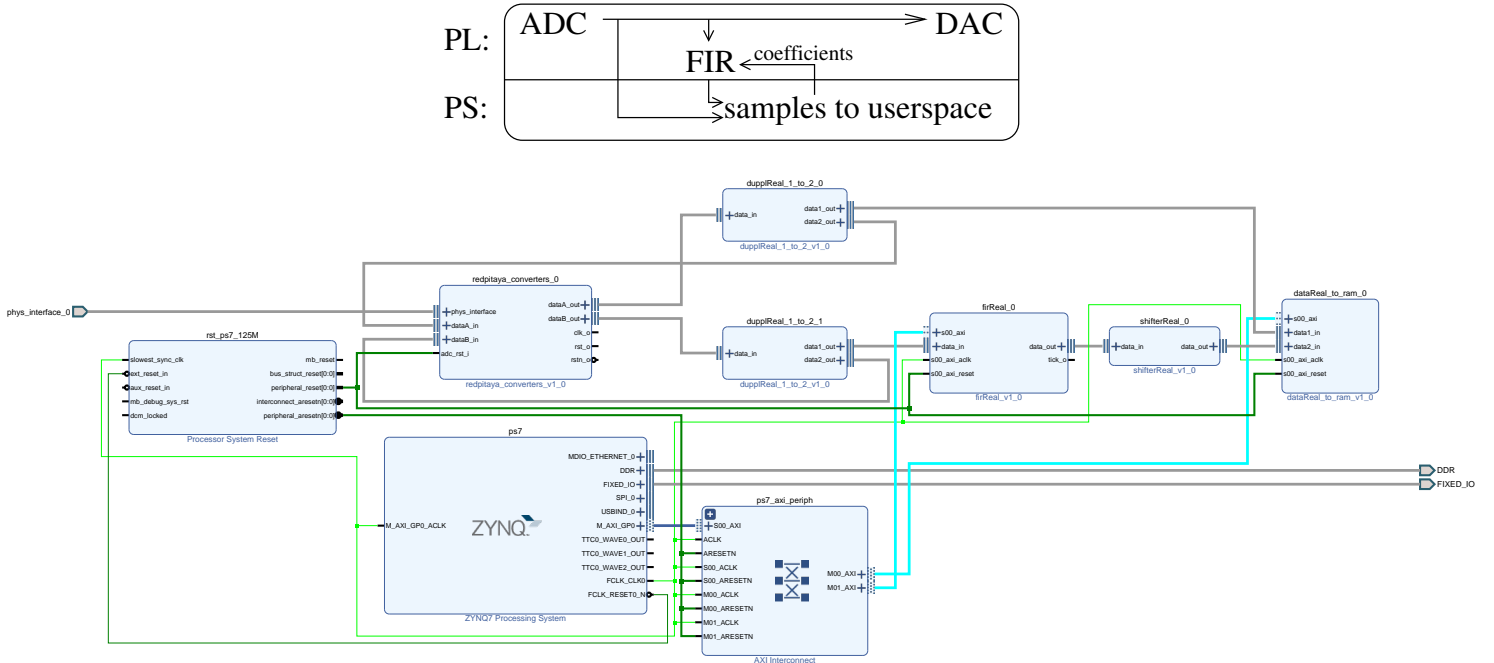 PL:
ADC
DAC
FIR
coefficients
PS:
samples to userspace
duppIReal_1_to_2_0
data_in
data1_out
data2_out
duppIReal_1_to_2_v1_0
redpitaya_converters_0
phys_interface
dataA_in
dataB_in
adc_rst_i
dataA_out
dataB_out
clk_o
rst_o
rstn_o
redpitaya_converters_v1_0
phys_interface_0
rst_ps7_125M
slowest_sync_clk
ext_reset_in
aux_reset_in
mb_debug_sys_rst
dcm_locked
mb_reset
bus_struct_reset[0:0]
peripheral_reset[0:0]
interconnect_aresetn[0:0]
peripheral_aresetn[0:0]
Processor System Reset
duppIReal_1_to_2_1
data_in
data1_out
data2_out
duppIReal_1_to_2_v1_0
firReal_0
s00_axi
data_in
s00_axi_aclk
s00_axi_reset
data_out
tick_o
firReal_v1_0
shifterReal_0
data_in
data_out
shifterReal_v1_0
dataReal_to_ram_0
s00_axi
data1_in
data2_in
s00_axi_aclk
s00_axi_reset
dataReal_to_ram_v1_0
ps7
M_AXI_GP0_ACLK
ZYNQ
MDIO_ETHERNET_0
DDR
FIXED_IO
SPI_0
USBIND_0
M_AXI_GP0
TTC0_WAVE0_OUT
TTC0_WAVE1_OUT
TTC0_WAVE2_OUT
FCLK_CLK0
FCLK_RESET0_N
ZYNQ7 Processing System
DDR
FIXED_IO
ps7_axi_periph
S00_AXI
ACLK
ARESETN
S00_ACLK
S00_ARESETN
M00_ACLK
M00_ARESETN
M01_ACLK
M01_ARESETN
M00_AXI
M01_AXI
AXI Interconnect